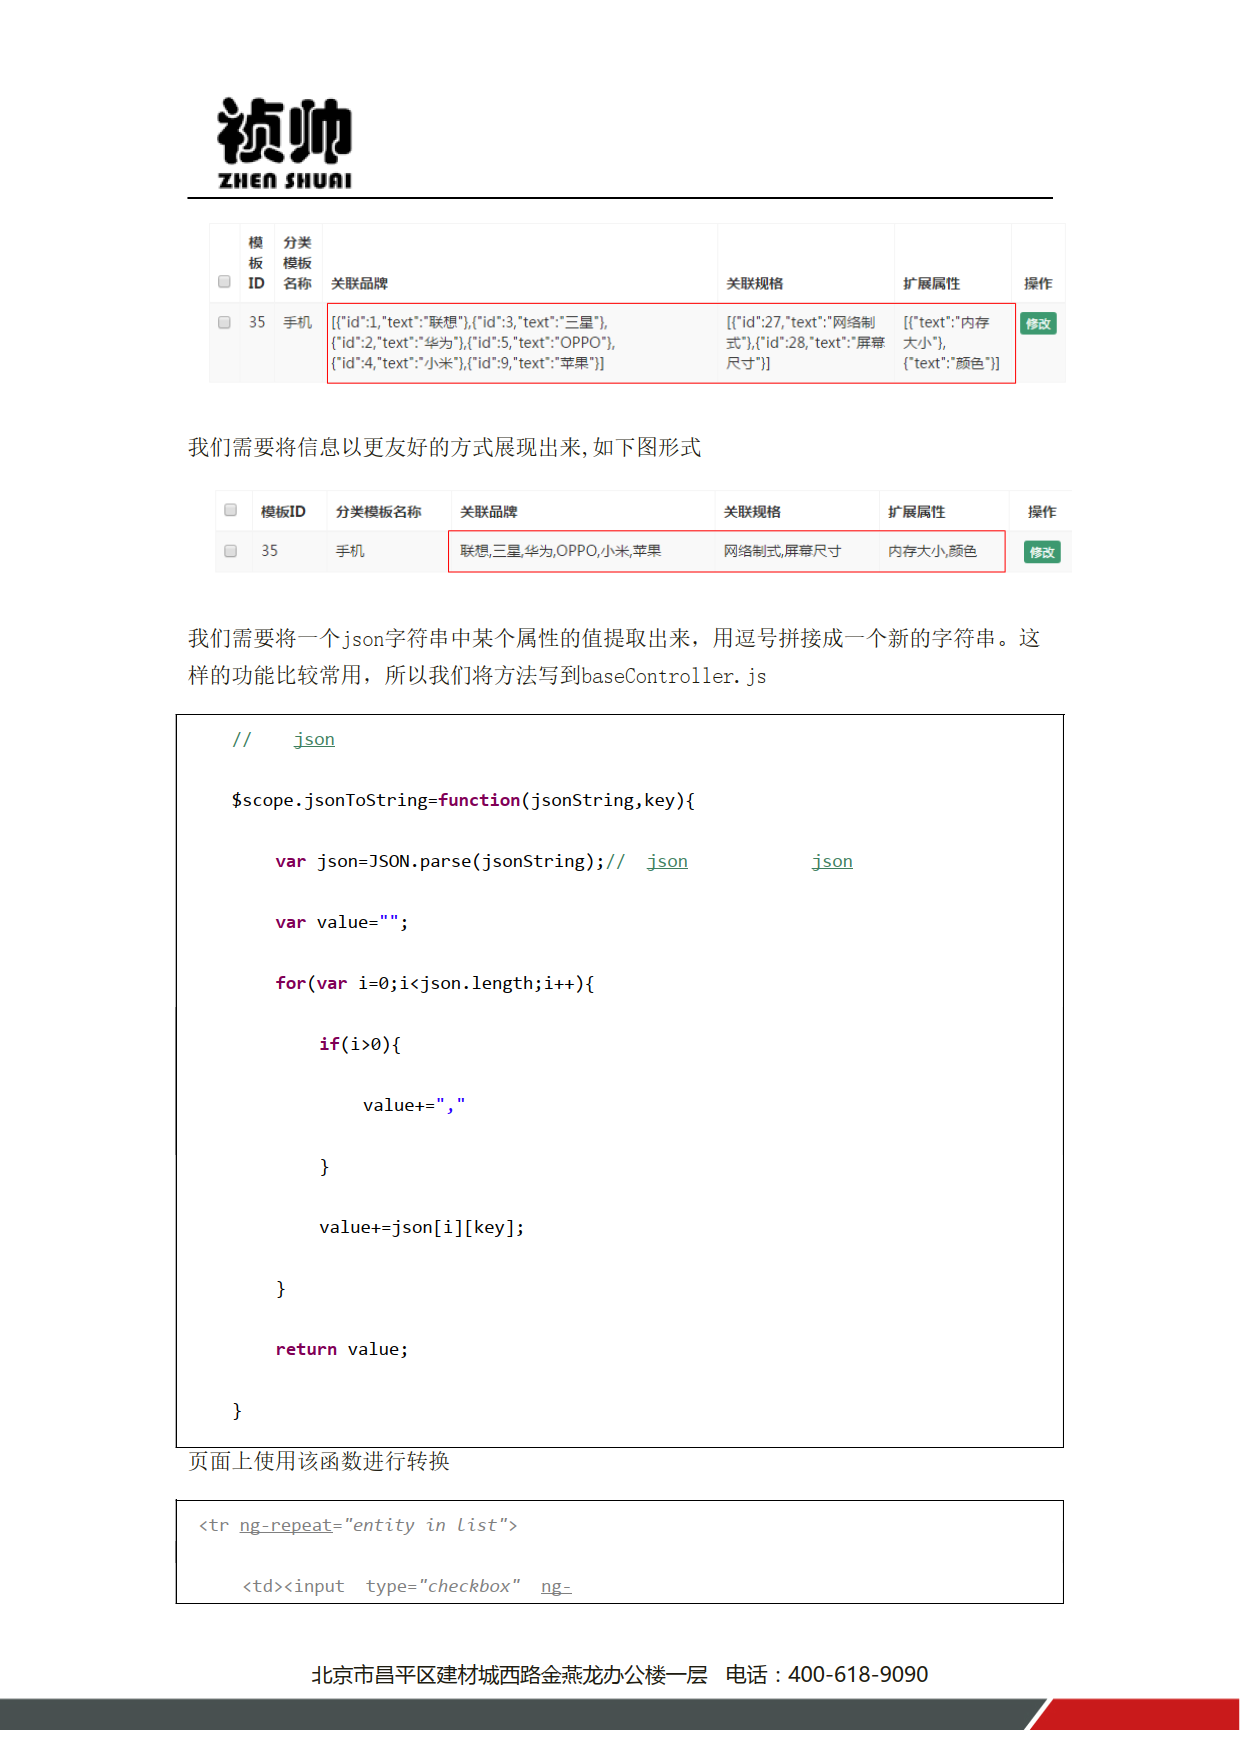 祯帅
ZHEN SHUAI
模板ID 分类模板名称 关联品牌 关联规格 扩展属性 操作
35 手机 [{"id":1,"text":"联想"},{"id":3,"text":"三星"}, [{"id":27,"text":"网络制 [{"text":"内存 修改
{"id":2,"text":"华为"},{"id":5,"text":"OPPO"}, 式"},{"id":28,"text":"屏幕 大小"},
{"id":4,"text":"小米"},{"id":9,"text":"苹果"}] 尺寸"}] {"text":"颜色"}]
我们需要将信息以更友好的方式展现出来,如下图形式
模板ID 分类模板名称 关联品牌 关联规格 扩展属性 操作
35 手机 联想,三星,华为,OPPO,小米,苹果 网络制式,屏幕尺寸 内存大小,颜色 修改
我们需要将一个json字符串中某个属性的值提取出来，用逗号拼接成一个新的字符串。这
样的功能比较常用，所以我们将方法写到baseController.js
// json
$scope.jsonToString=function(jsonString,key){
var json=JSON.parse(jsonString);// json json
var value="";
for(var i=0;i<json.length;i++){
if(i>0){
value+=","
}
value+=json[i][key];
}
return value;
}
页面上使用该函数进行转换
<tr ng-repeat="entity in list">
<td><input type="checkbox" ng-
北京市昌平区建材城西路金燕龙办公楼一层 电话：400-618-9090